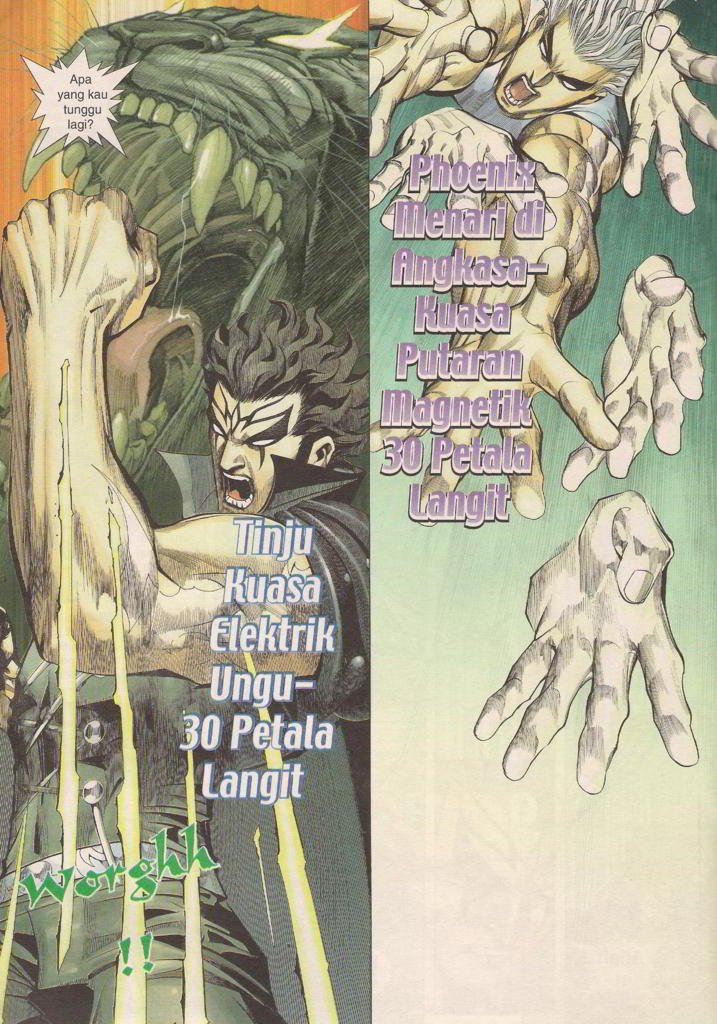 Apa
yang kau
tunggu
lagi?
Tinju
Kuasa
Elektrik
Ungu-
30 Petala
Langit
Worghh
!!
Phoenix
Menari di
Angkasa-
Kuasa
Putaran
Magnetik
30 Petala
Langit